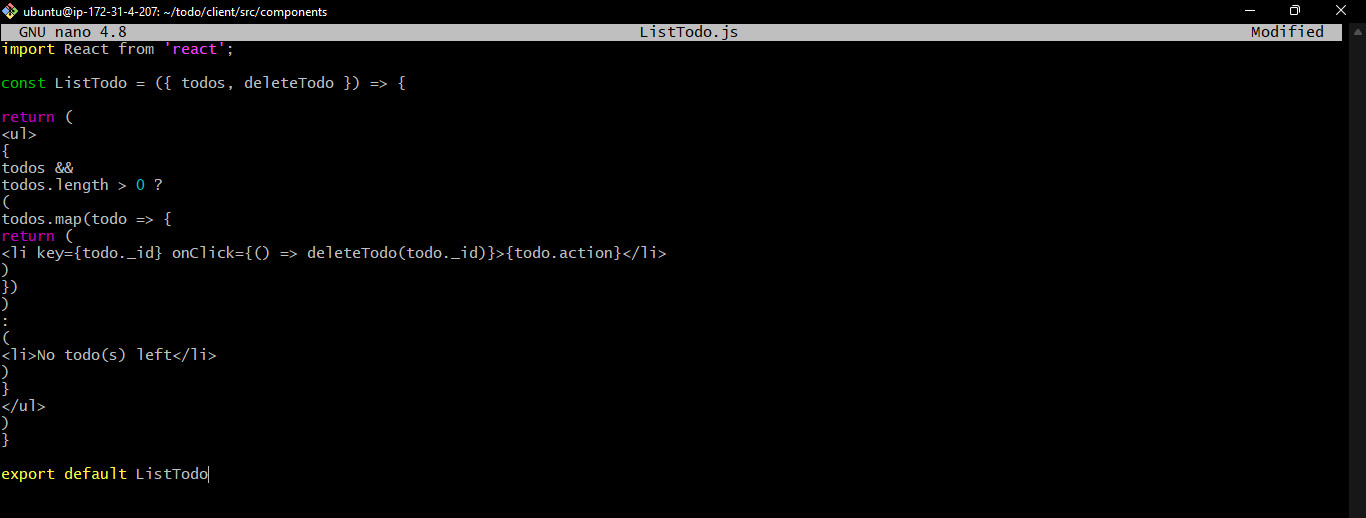 ubuntu@ip-172-31-4-207: ~/todo/client/src/components
GNU nano 4.8 ListTodo.js Modified
import React from 'react';
const ListTodo = ({ todos, deleteTodo }) => {
return (
<ul>
{
todos &&
todos.length > 0 ?
(
todos.map(todo => {
return (
<li key={todo._id} onClick={() => deleteTodo(todo._id)}>{todo.action}</li>
)
})
)
:
(
<li>No todo(s) left</li>
)
}
</ul>
)
}
export default ListTodo